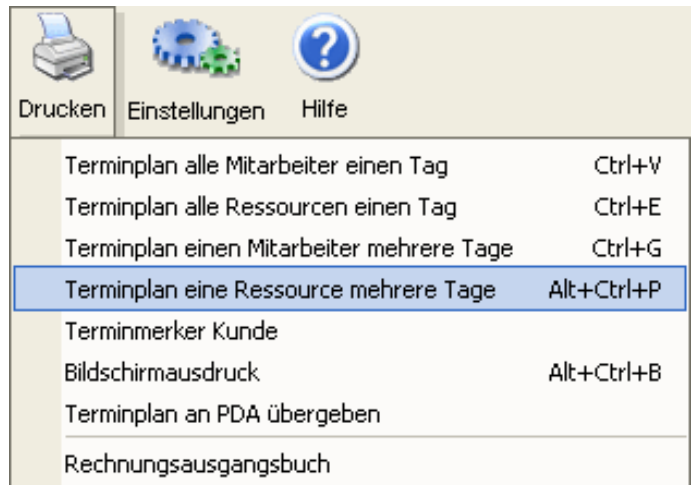 Drucken Einstellungen Hilfe
Terminplan alle Mitarbeiter einen Tag Ctrl+V
Terminplan alle Ressourcen einen Tag Ctrl+E
Terminplan einen Mitarbeiter mehrere Tage Ctrl+G
Terminplan eine Ressource mehrere Tage Alt+Ctrl+P
Terminmerker Kunde
Bildschirmausdruck Alt+Ctrl+B
Terminplan an PDA übergeben
Rechnungsausgangsbuch